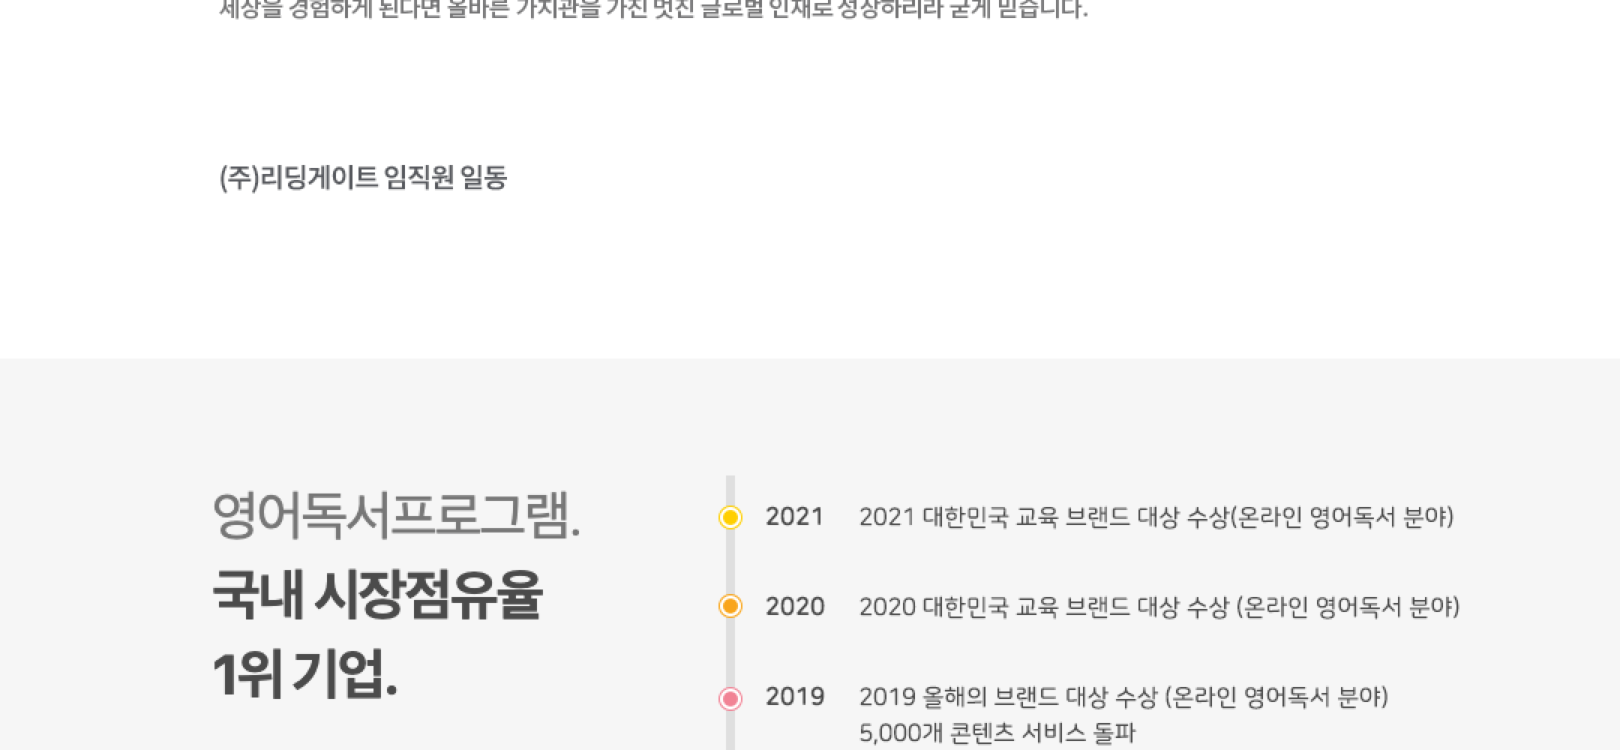 세상을 경험하게 된다면 올바른 가치관을 가진 멋진 글로벌 인재로 성장하리라 굳게 믿습니다.
(주)리딩게이트 임직원 일동
영어독서프로그램.
국내 시장점유율
1위 기업.
2021 2021 대한민국 교육 브랜드 대상 수상(온라인 영어독서 분야)
2020 2020 대한민국 교육 브랜드 대상 수상 (온라인 영어독서 분야)
2019 2019 올해의 브랜드 대상 수상 (온라인 영어독서 분야)
5,000개 콘텐츠 서비스 돌파